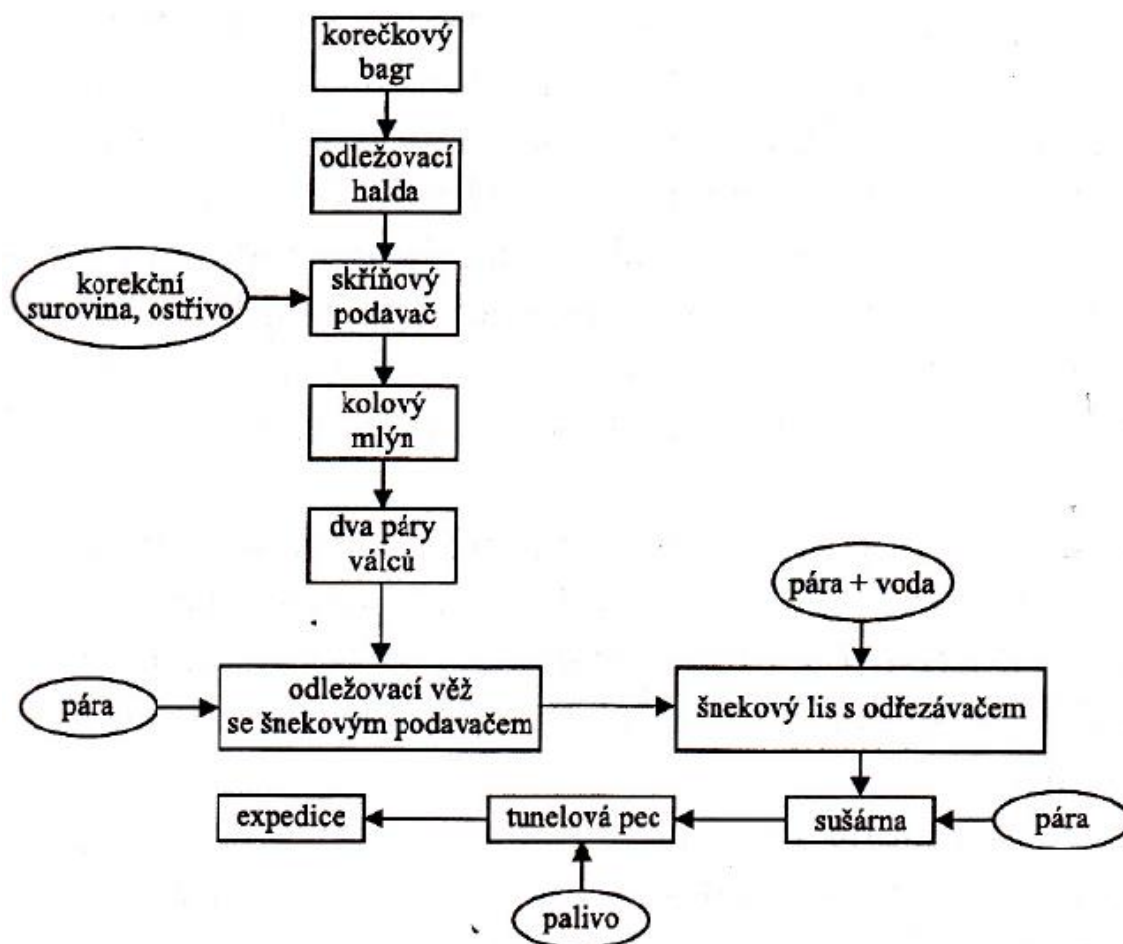 korečkový
bagr
odležovací
halda
korekční
surovina, ostřivo
skříňový
podavač
kolový
mlýn
dva páry
válců
pára + voda
pára
odležovací věž
se šnekovým podavačem
šnekový lis s odřezávačem
expedice
tunelová pec
sušárna
pára
palivo